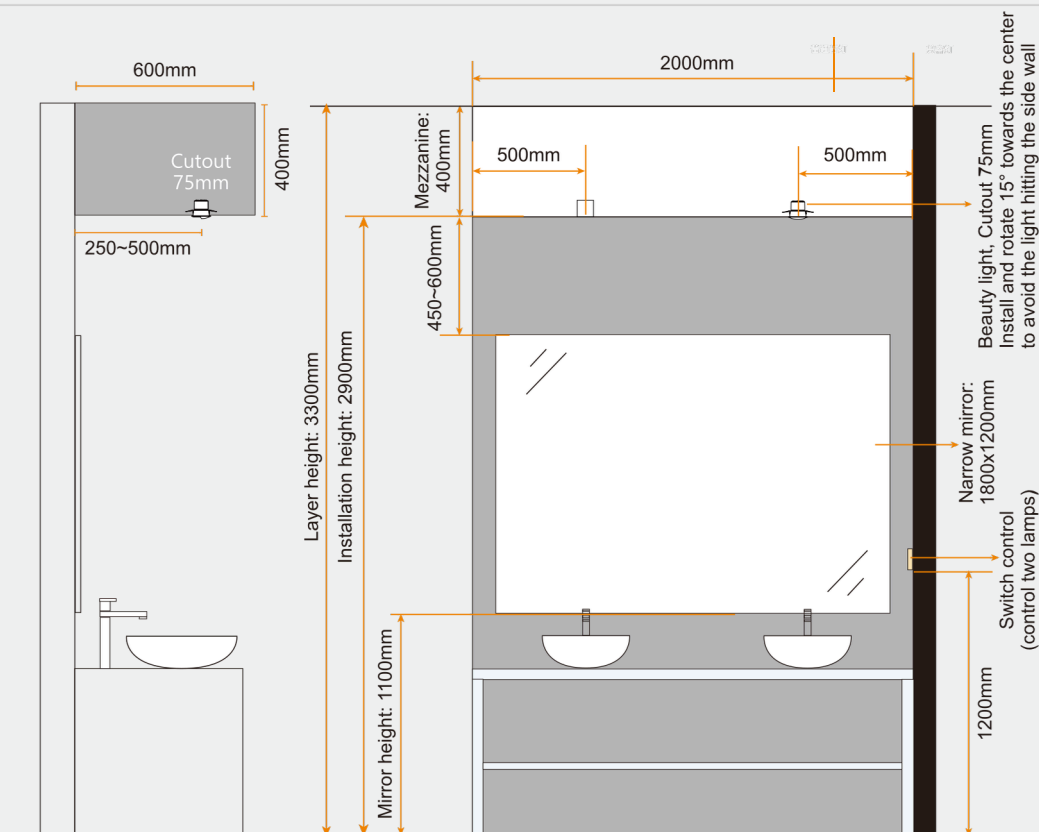 600mm
Cutout
75mm
400mm
250~500mm
2000mm
Mezzanine:
400mm
500mm
500mm
450~600mm
Layer height: 3300mm
Installation height: 2900mm
Mirror height: 1100mm
Beauty light, Cutout 75mm
Install and rotate 15° towards the center
to avoid the light hitting the side wall
Narrow mirror:
1800x1200mm
Switch control
(control two lamps)
1200mm